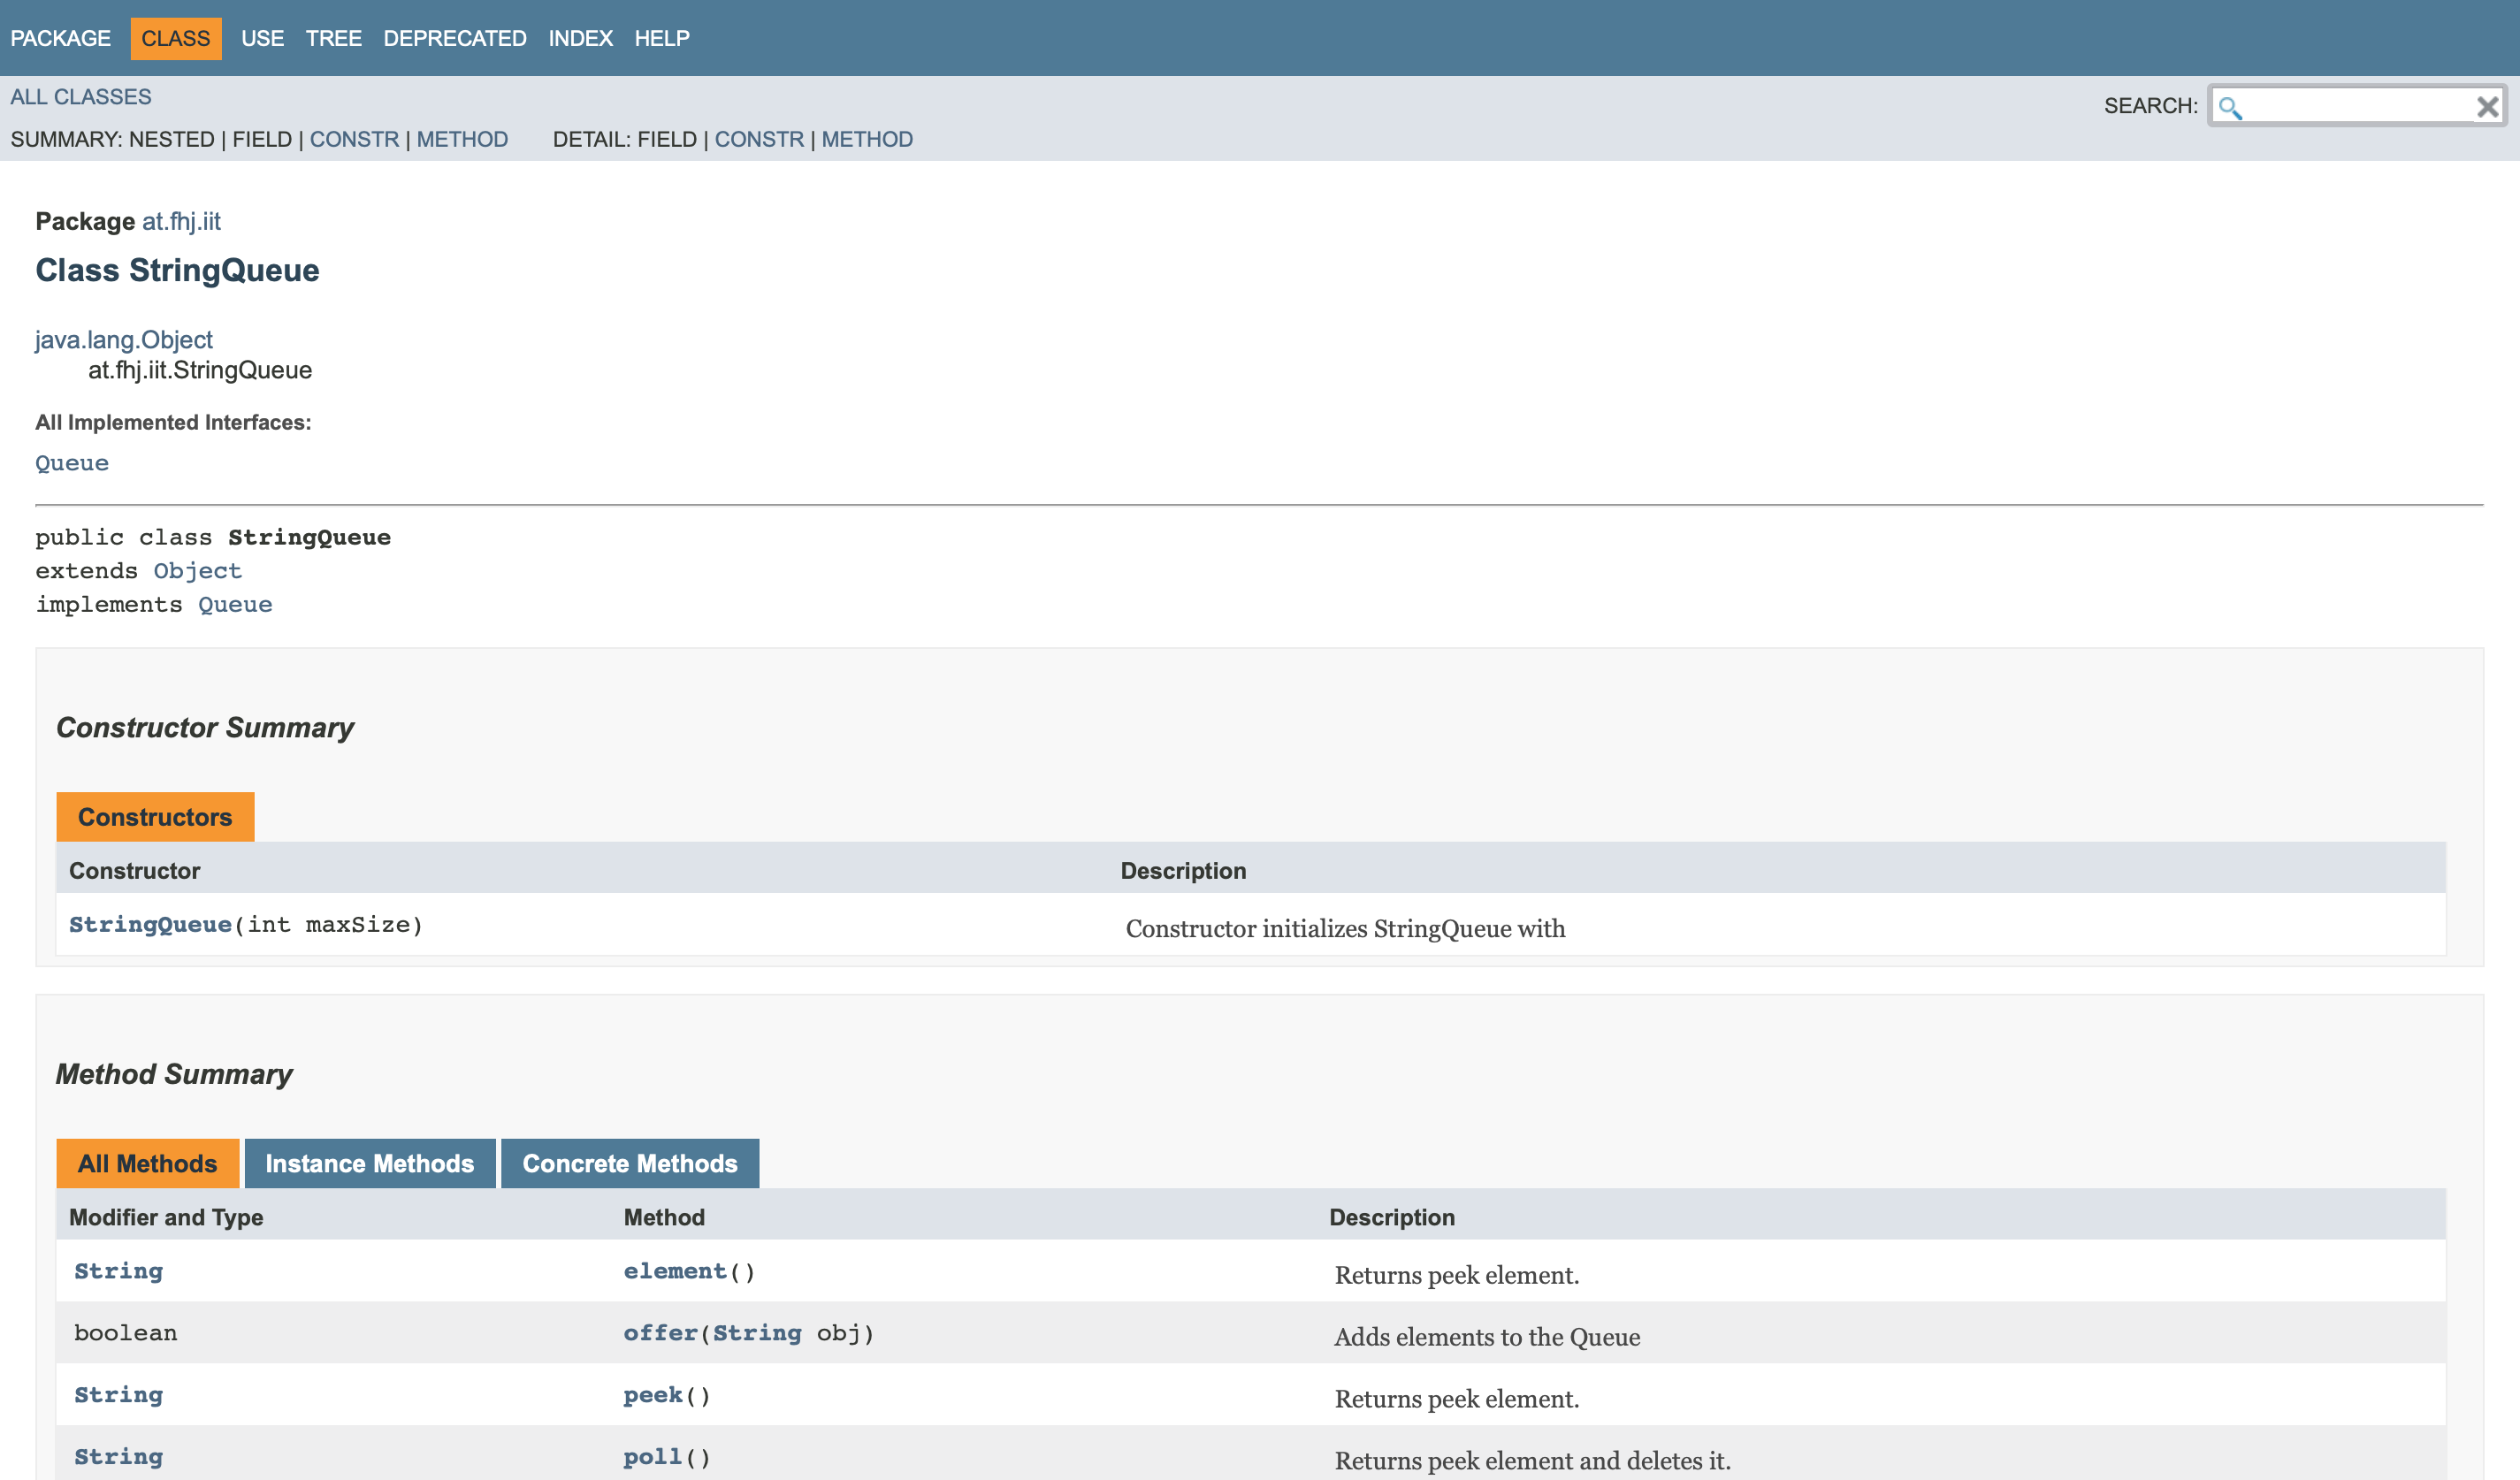 PACKAGE CLASS USE TREE DEPRECATED INDEX HELP
ALL CLASSES
SEARCH:
SUMMARY: NESTED | FIELD | CONSTR | METHOD DETAIL: FIELD | CONSTR | METHOD
Package at.fhj.iit
Class StringQueue
java.lang.Object
at.fhj.iit.StringQueue
All Implemented Interfaces:
Queue
public class StringQueue
extends Object
implements Queue
Constructor Summary
Constructors
Constructor Description
StringQueue(int maxSize) Constructor initializes StringQueue with
Method Summary
All Methods Instance Methods Concrete Methods
Modifier and Type Method Description
String element() Returns peek element.
boolean offer(String obj) Adds elements to the Queue
String peek() Returns peek element.
String poll() Returns peek element and deletes it.